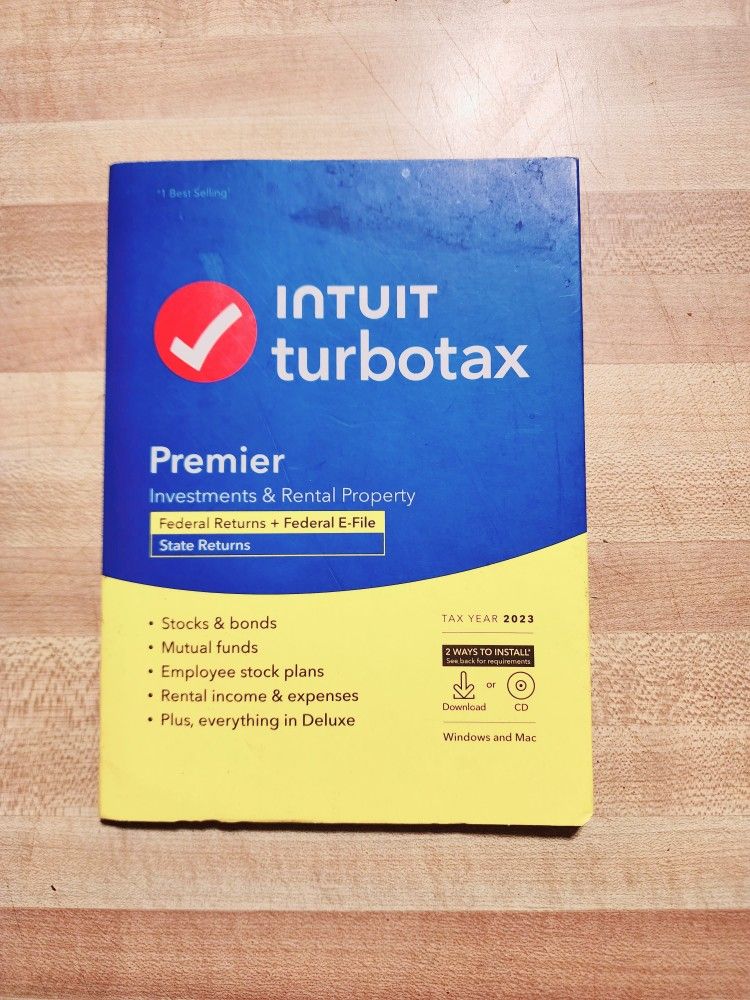 #1 Best Selling¹
INTUIT
turbotax
Premier
Investments & Rental Property
Federal Returns + Federal E-File
State Returns
• Stocks & bonds
• Mutual funds
• Employee stock plans
• Rental income & expenses
• Plus, everything in Deluxe
TAX YEAR 2023
2 WAYS TO INSTALL*
See back for requirements
or
Download CD
Windows and Mac